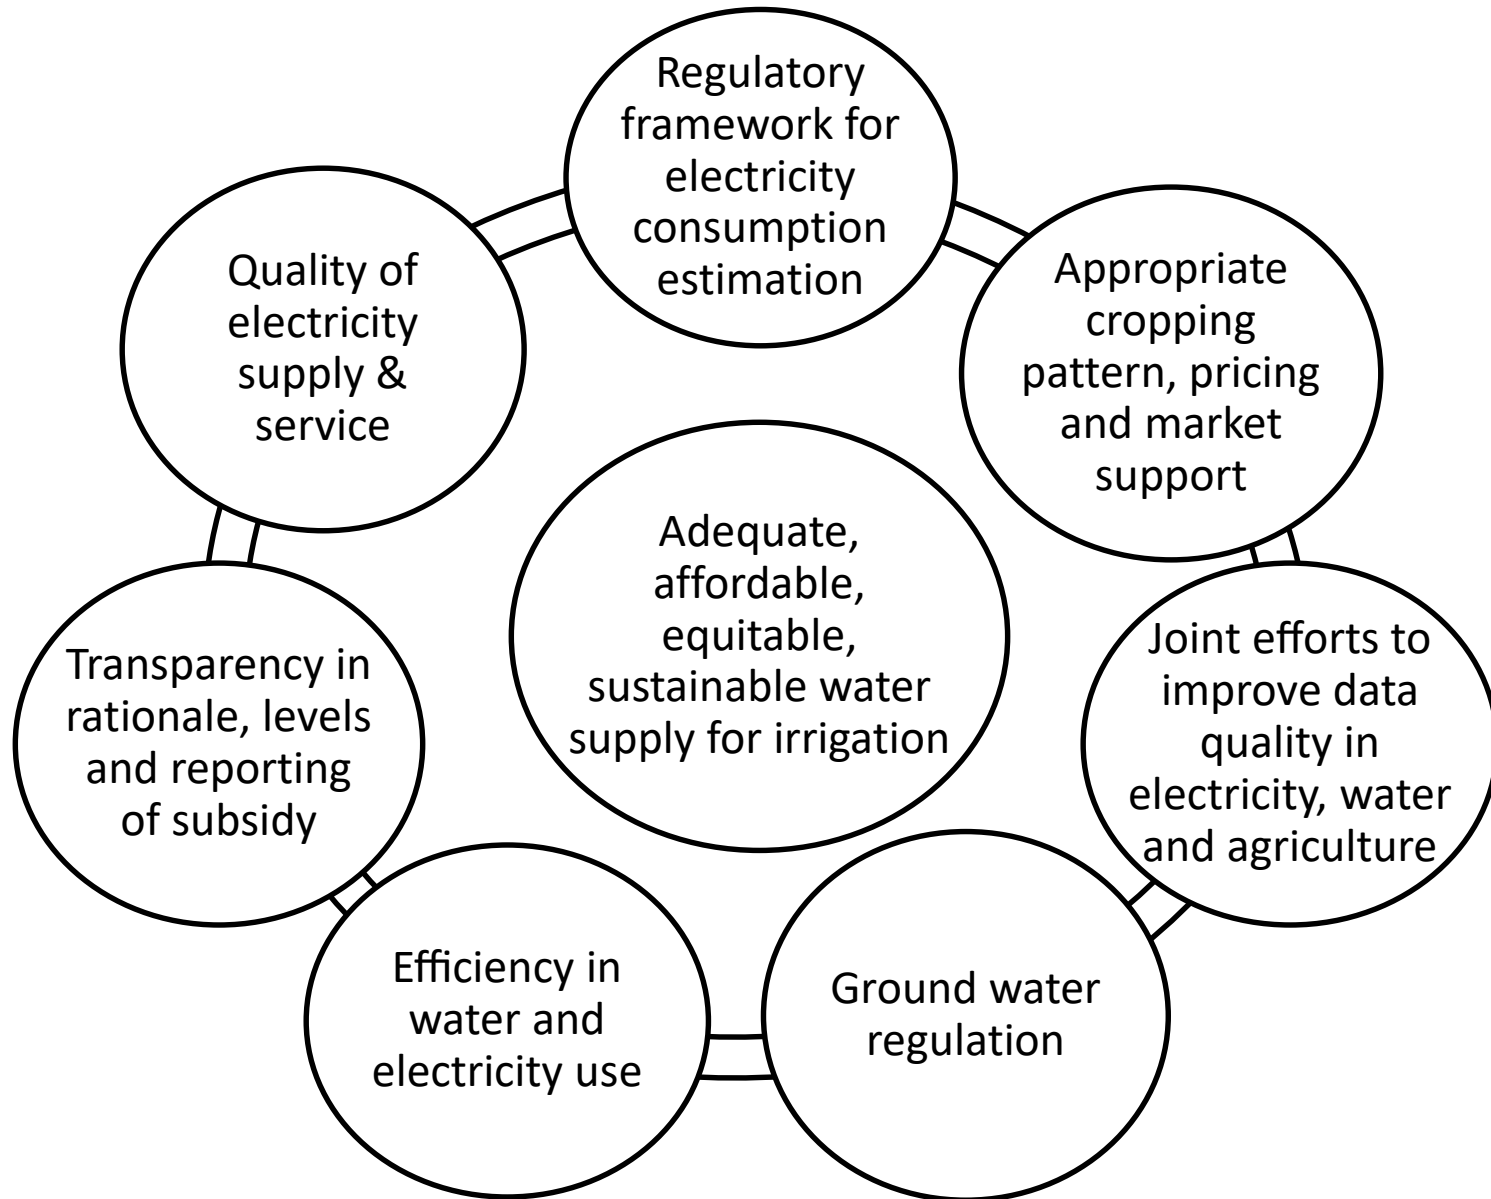 Regulatory
framework for
electricity
consumption
estimation
Appropriate
cropping
pattern, pricing
and market
support
Joint efforts to
improve data
quality in
electricity, water
and agriculture
Ground water
regulation
Efficiency in
water and
electricity use
Transparency in
rationale, levels
and reporting
of subsidy
Quality of
electricity
supply &
service
Adequate,
affordable,
equitable,
sustainable water
supply for irrigation